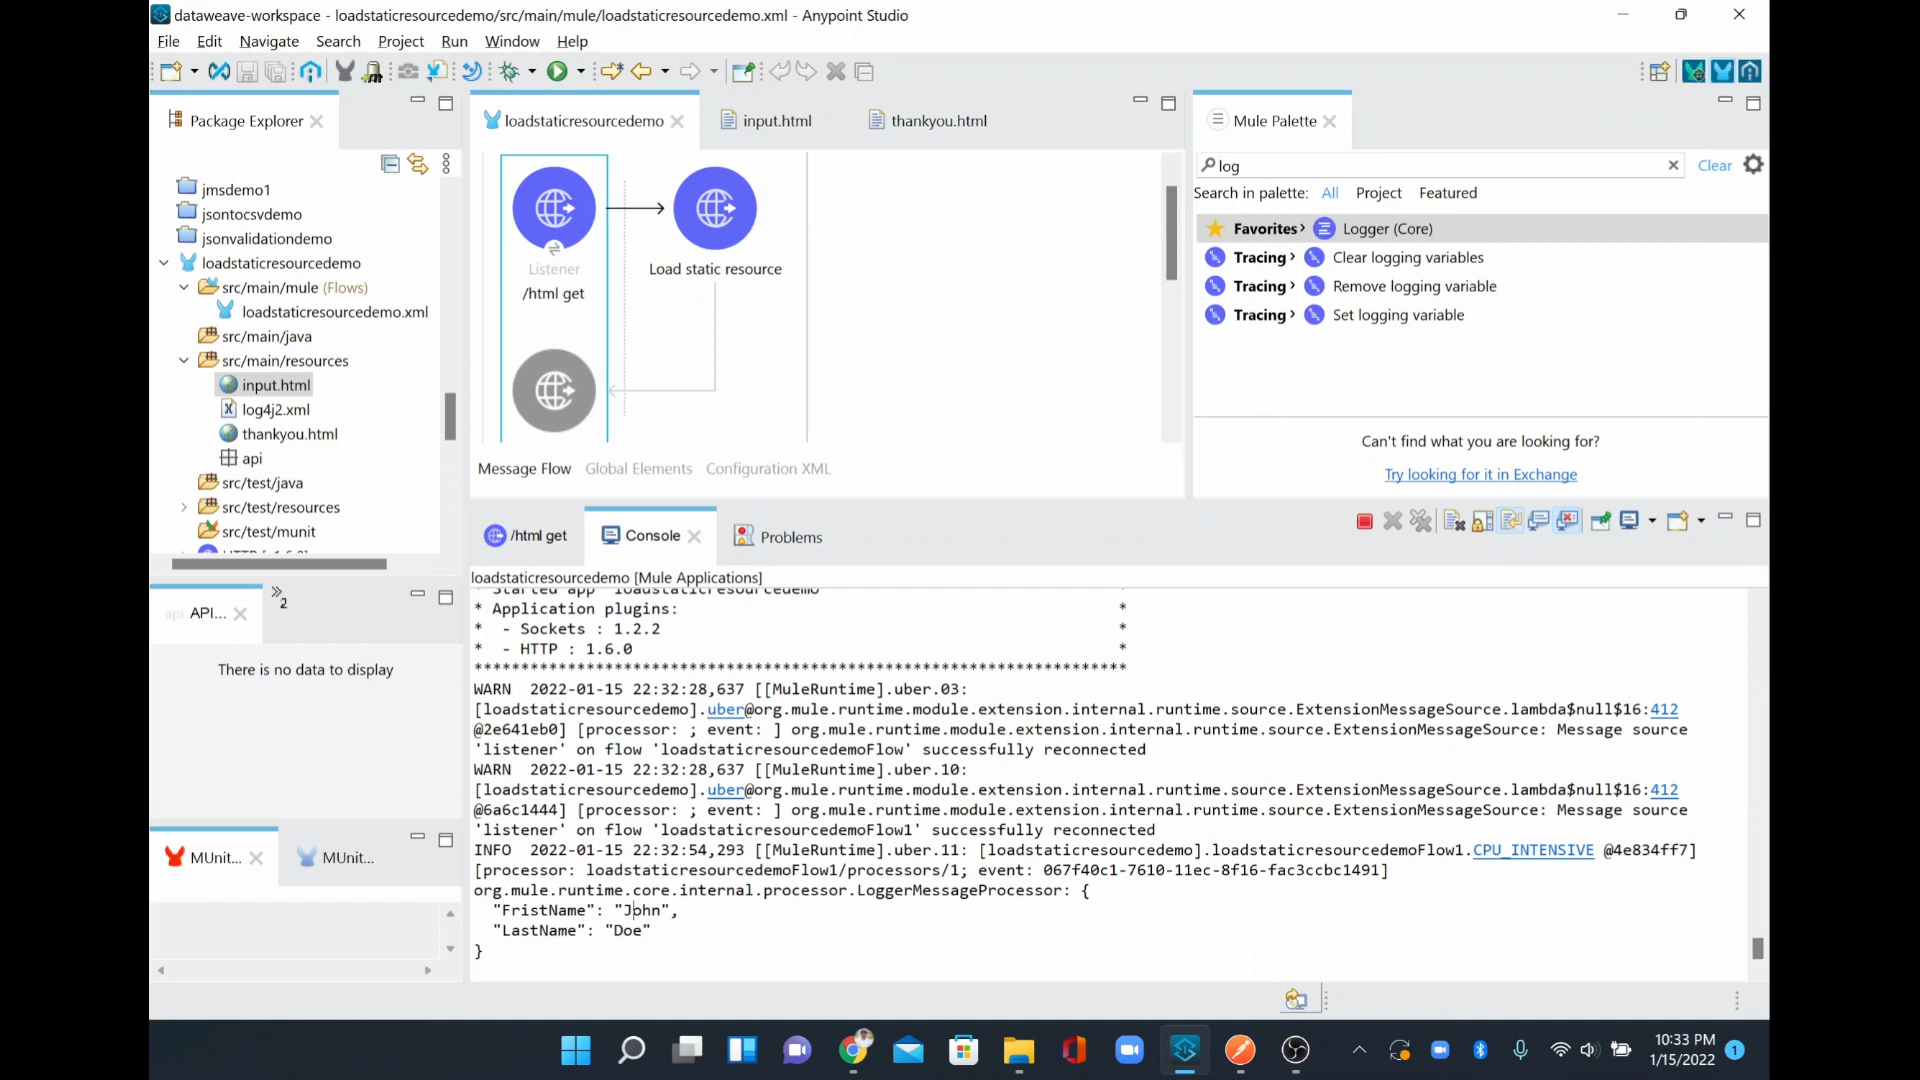 dataweave-workspace - loadstaticresourcedemo/src/main/mule/loadstaticresourcedemo.xml - Anypoint Studio
File Edit Navigate Search Project Run Window Help
Package Explorer
jmsdemo1
jsontocsvdemo
jsonvalidationdemo
loadstaticresourcedemo
src/main/mule (Flows)
loadstaticresourcedemo.xml
src/main/java
src/main/resources
input.html
log4j2.xml
thankyou.html
api
src/test/java
src/test/resources
src/test/munit
API...
2
There is no data to display
MUnit...
MUnit...
loadstaticresourcedemo
input.html
thankyou.html
Listener
/html get
Load static resource
Message Flow Global Elements Configuration XML
Mule Palette
log
Clear
Search in palette: All Project Featured
Favorites Logger (Core)
Tracing Clear logging variables
Tracing Remove logging variable
Tracing Set logging variable
Can't find what you are looking for?
Try looking for it in Exchange
/html get
Console
Problems
loadstaticresourcedemo [Mule Applications]
* Started app 'loadstaticresourcedemo' *
* Application plugins: *
* - Sockets : 1.2.2 *
* - HTTP : 1.6.0 *
**********************************************************************
WARN 2022-01-15 22:32:28,637 [[MuleRuntime].uber.03:
[loadstaticresourcedemo].uber@org.mule.runtime.module.extension.internal.runtime.source.ExtensionMessageSource.lambda$null$16:412
@2e641eb0] [processor: ; event: ] org.mule.runtime.module.extension.internal.runtime.source.ExtensionMessageSource: Message source
'listener' on flow 'loadstaticresourcedemoFlow' successfully reconnected
WARN 2022-01-15 22:32:28,637 [[MuleRuntime].uber.10:
[loadstaticresourcedemo].uber@org.mule.runtime.module.extension.internal.runtime.source.ExtensionMessageSource.lambda$null$16:412
@6a6c1444] [processor: ; event: ] org.mule.runtime.module.extension.internal.runtime.source.ExtensionMessageSource: Message source
'listener' on flow 'loadstaticresourcedemoFlow1' successfully reconnected
INFO 2022-01-15 22:32:54,293 [[MuleRuntime].uber.11: [loadstaticresourcedemo].loadstaticresourcedemoFlow1.CPU_INTENSIVE @4e834ff7]
[processor: loadstaticresourcedemoFlow1/processors/1; event: 067f40c1-7610-11ec-8f16-fac3ccbc1491]
org.mule.runtime.core.internal.processor.LoggerMessageProcessor: {
"FristName": "John",
"LastName": "Doe"
}
10:33 PM
1/15/2022
1